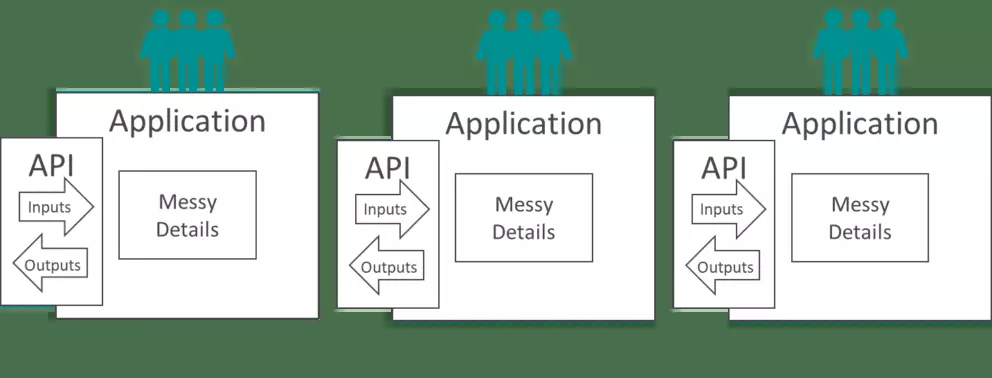 Application
API
Inputs
Outputs
Messy
Details
Application
API
Inputs
Outputs
Messy
Details
Application
API
Inputs
Outputs
Messy
Details